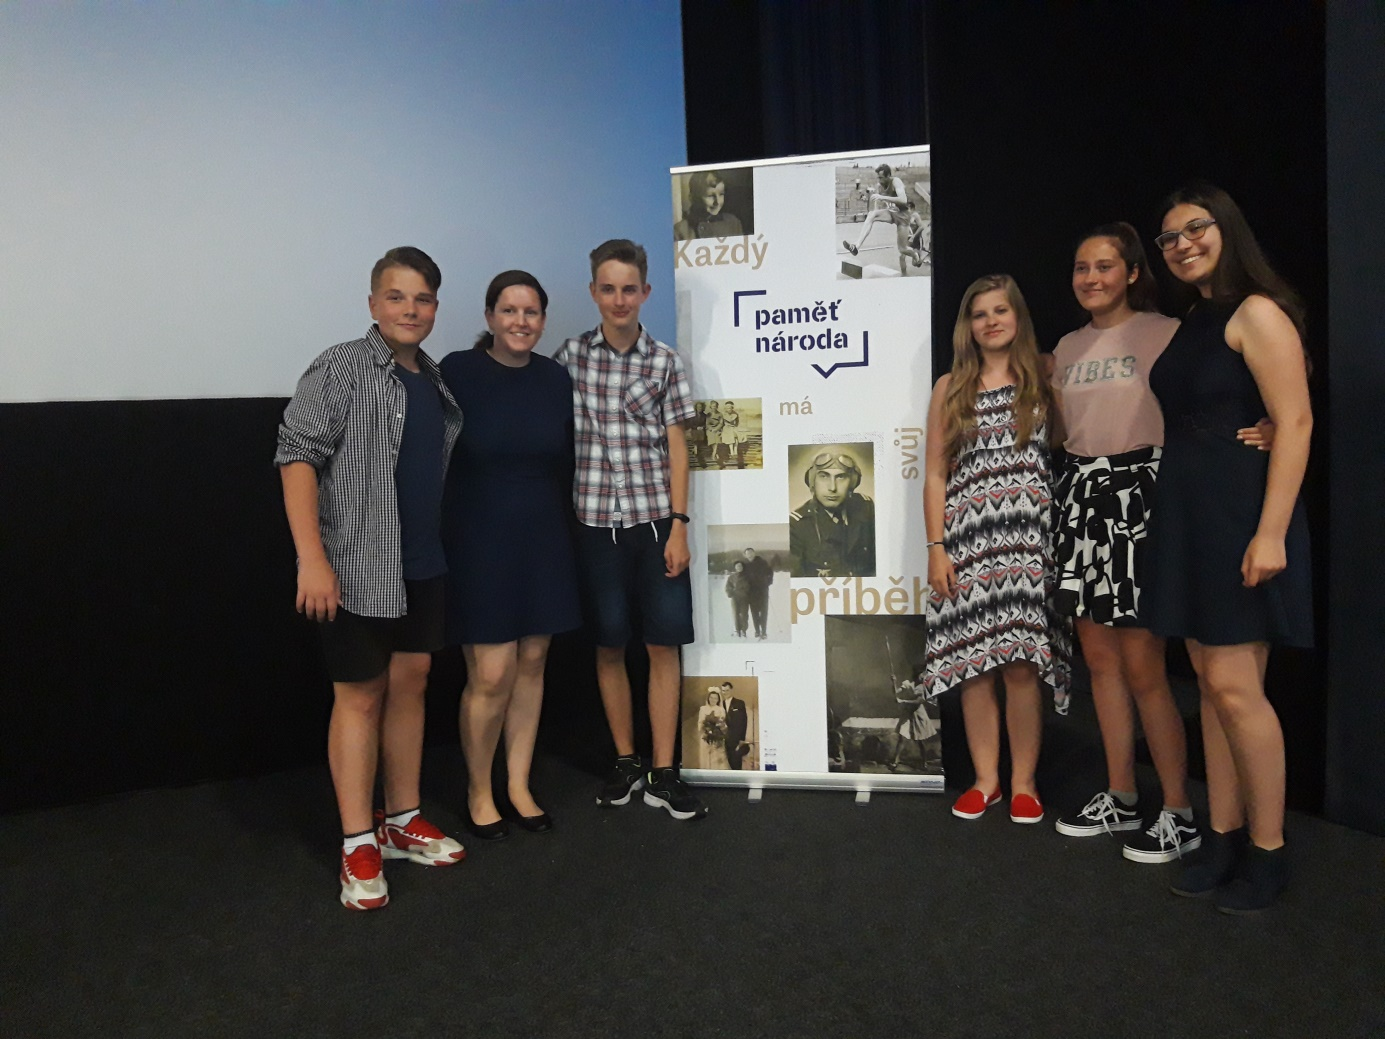 Každý
paměť
národa
má
svůj
příběh
VIBES